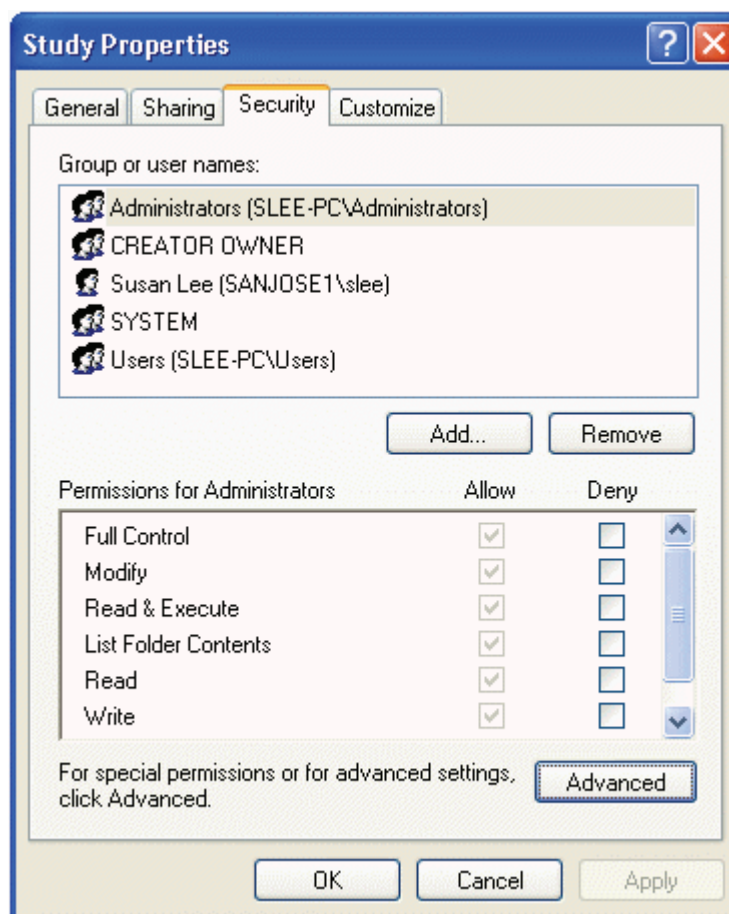 Study Properties
General Sharing Security Customize
Group or user names:
Administrators (SLEE-PC\Administrators)
CREATOR OWNER
Susan Lee (SANJOSE1\slee)
SYSTEM
Users (SLEE-PC\Users)
Add... Remove
Permissions for Administrators Allow Deny
Full Control
Modify
Read & Execute
List Folder Contents
Read
Write
For special permissions or for advanced settings,
click Advanced.
Advanced
OK Cancel Apply